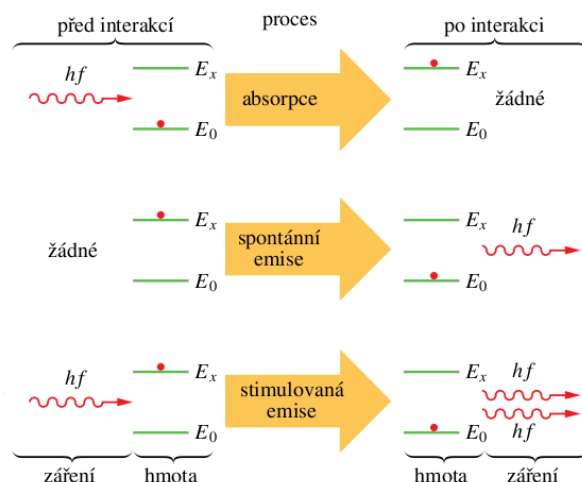 před interakcí
proces
po interakci
hf
Eₓ
E₀
absorpce
Eₓ
žádné
E₀
žádné
Eₓ
E₀
spontánní
emise
Eₓ
hf
E₀
hf
Eₓ
E₀
stimulovaná
emise
Eₓ
hf
E₀
hf
záření
hmota
hmota
záření